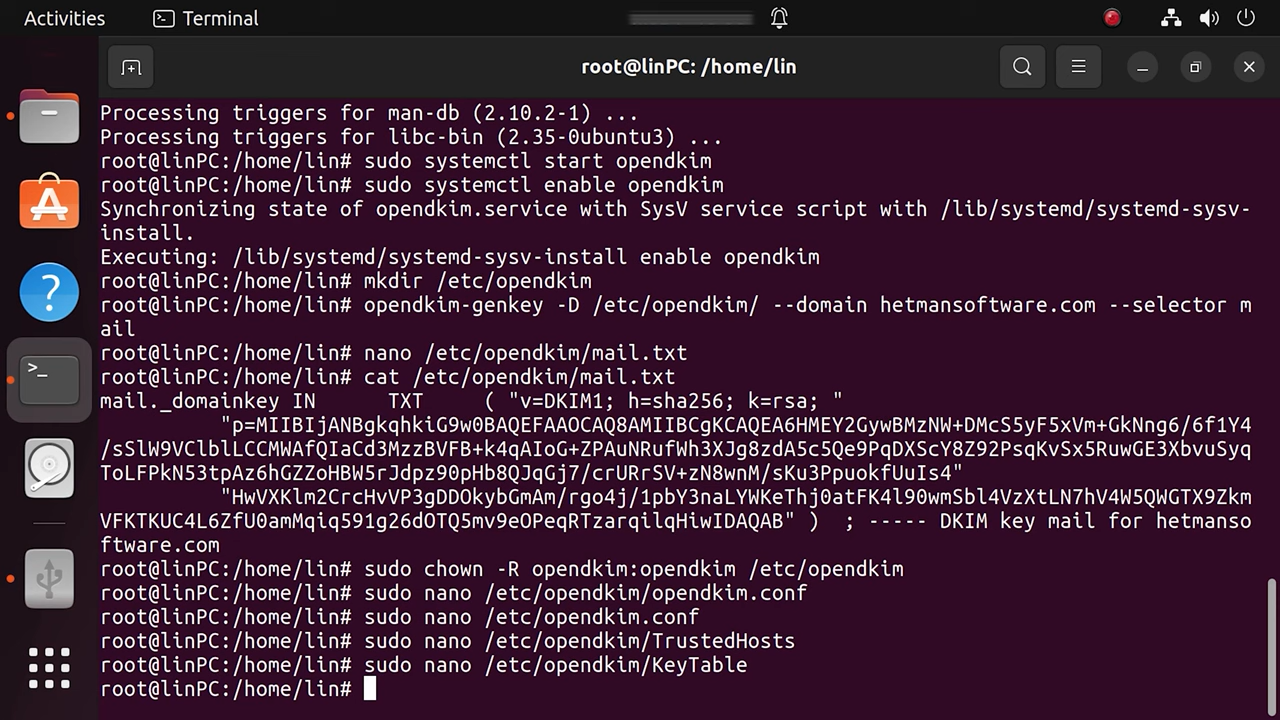 Activities
Terminal
root@linPC: /home/lin
Processing triggers for man-db (2.10.2-1) ...
Processing triggers for libc-bin (2.35-0ubuntu3) ...
root@linPC:/home/lin# sudo systemctl start opendkim
root@linPC:/home/lin# sudo systemctl enable opendkim
Synchronizing state of opendkim.service with SysV service script with /lib/systemd/systemd-sysv-
install.
Executing: /lib/systemd/systemd-sysv-install enable opendkim
root@linPC:/home/lin# mkdir /etc/opendkim
root@linPC:/home/lin# opendkim-genkey -D /etc/opendkim/ --domain hetmansoftware.com --selector m
ail
root@linPC:/home/lin# nano /etc/opendkim/mail.txt
root@linPC:/home/lin# cat /etc/opendkim/mail.txt
mail._domainkey IN      TXT     ( "v=DKIM1; h=sha256; k=rsa; "
"p=MIIBIjANBgkqhkiG9w0BAQEFAAOCAQ8AMIIBCgKCAQEA6HMEY2GywBMzNW+DMcS5yF5xVm+GkNng6/6f1Y4
/sSlW9VClblLCCMWAfQIaCd3MzzBVFB+k4qAIoG+ZPAuNRufWh3XJg8zdA5c5Qe9PqDXScY8Z92PsqKvSx5RuwGE3XbvuSyq
ToLFPkN53tpAz6hGZZoHBW5rJdpz90pHb8QJqGj7/crURrSV+zN8wnM/sKu3PpuokfUuIs4"
"HwVXKlm2CrcHvVP3gDDOkybGmAm/rgo4j/1pbY3naLYWKeThj0atFK4l90wmSbl4VzXtLN7hV4W5QWGTX9Zkm
VFKTKUC4L6ZfU0amMqiq591g26dOTQ5mv9eOPeqRTzarqilqHiwIDAQAB" )  ; ----- DKIM key mail for hetmanso
ftware.com
root@linPC:/home/lin# sudo chown -R opendkim:opendkim /etc/opendkim
root@linPC:/home/lin# sudo nano /etc/opendkim/opendkim.conf
root@linPC:/home/lin# sudo nano /etc/opendkim.conf
root@linPC:/home/lin# sudo nano /etc/opendkim/TrustedHosts
root@linPC:/home/lin# sudo nano /etc/opendkim/KeyTable
root@linPC:/home/lin#